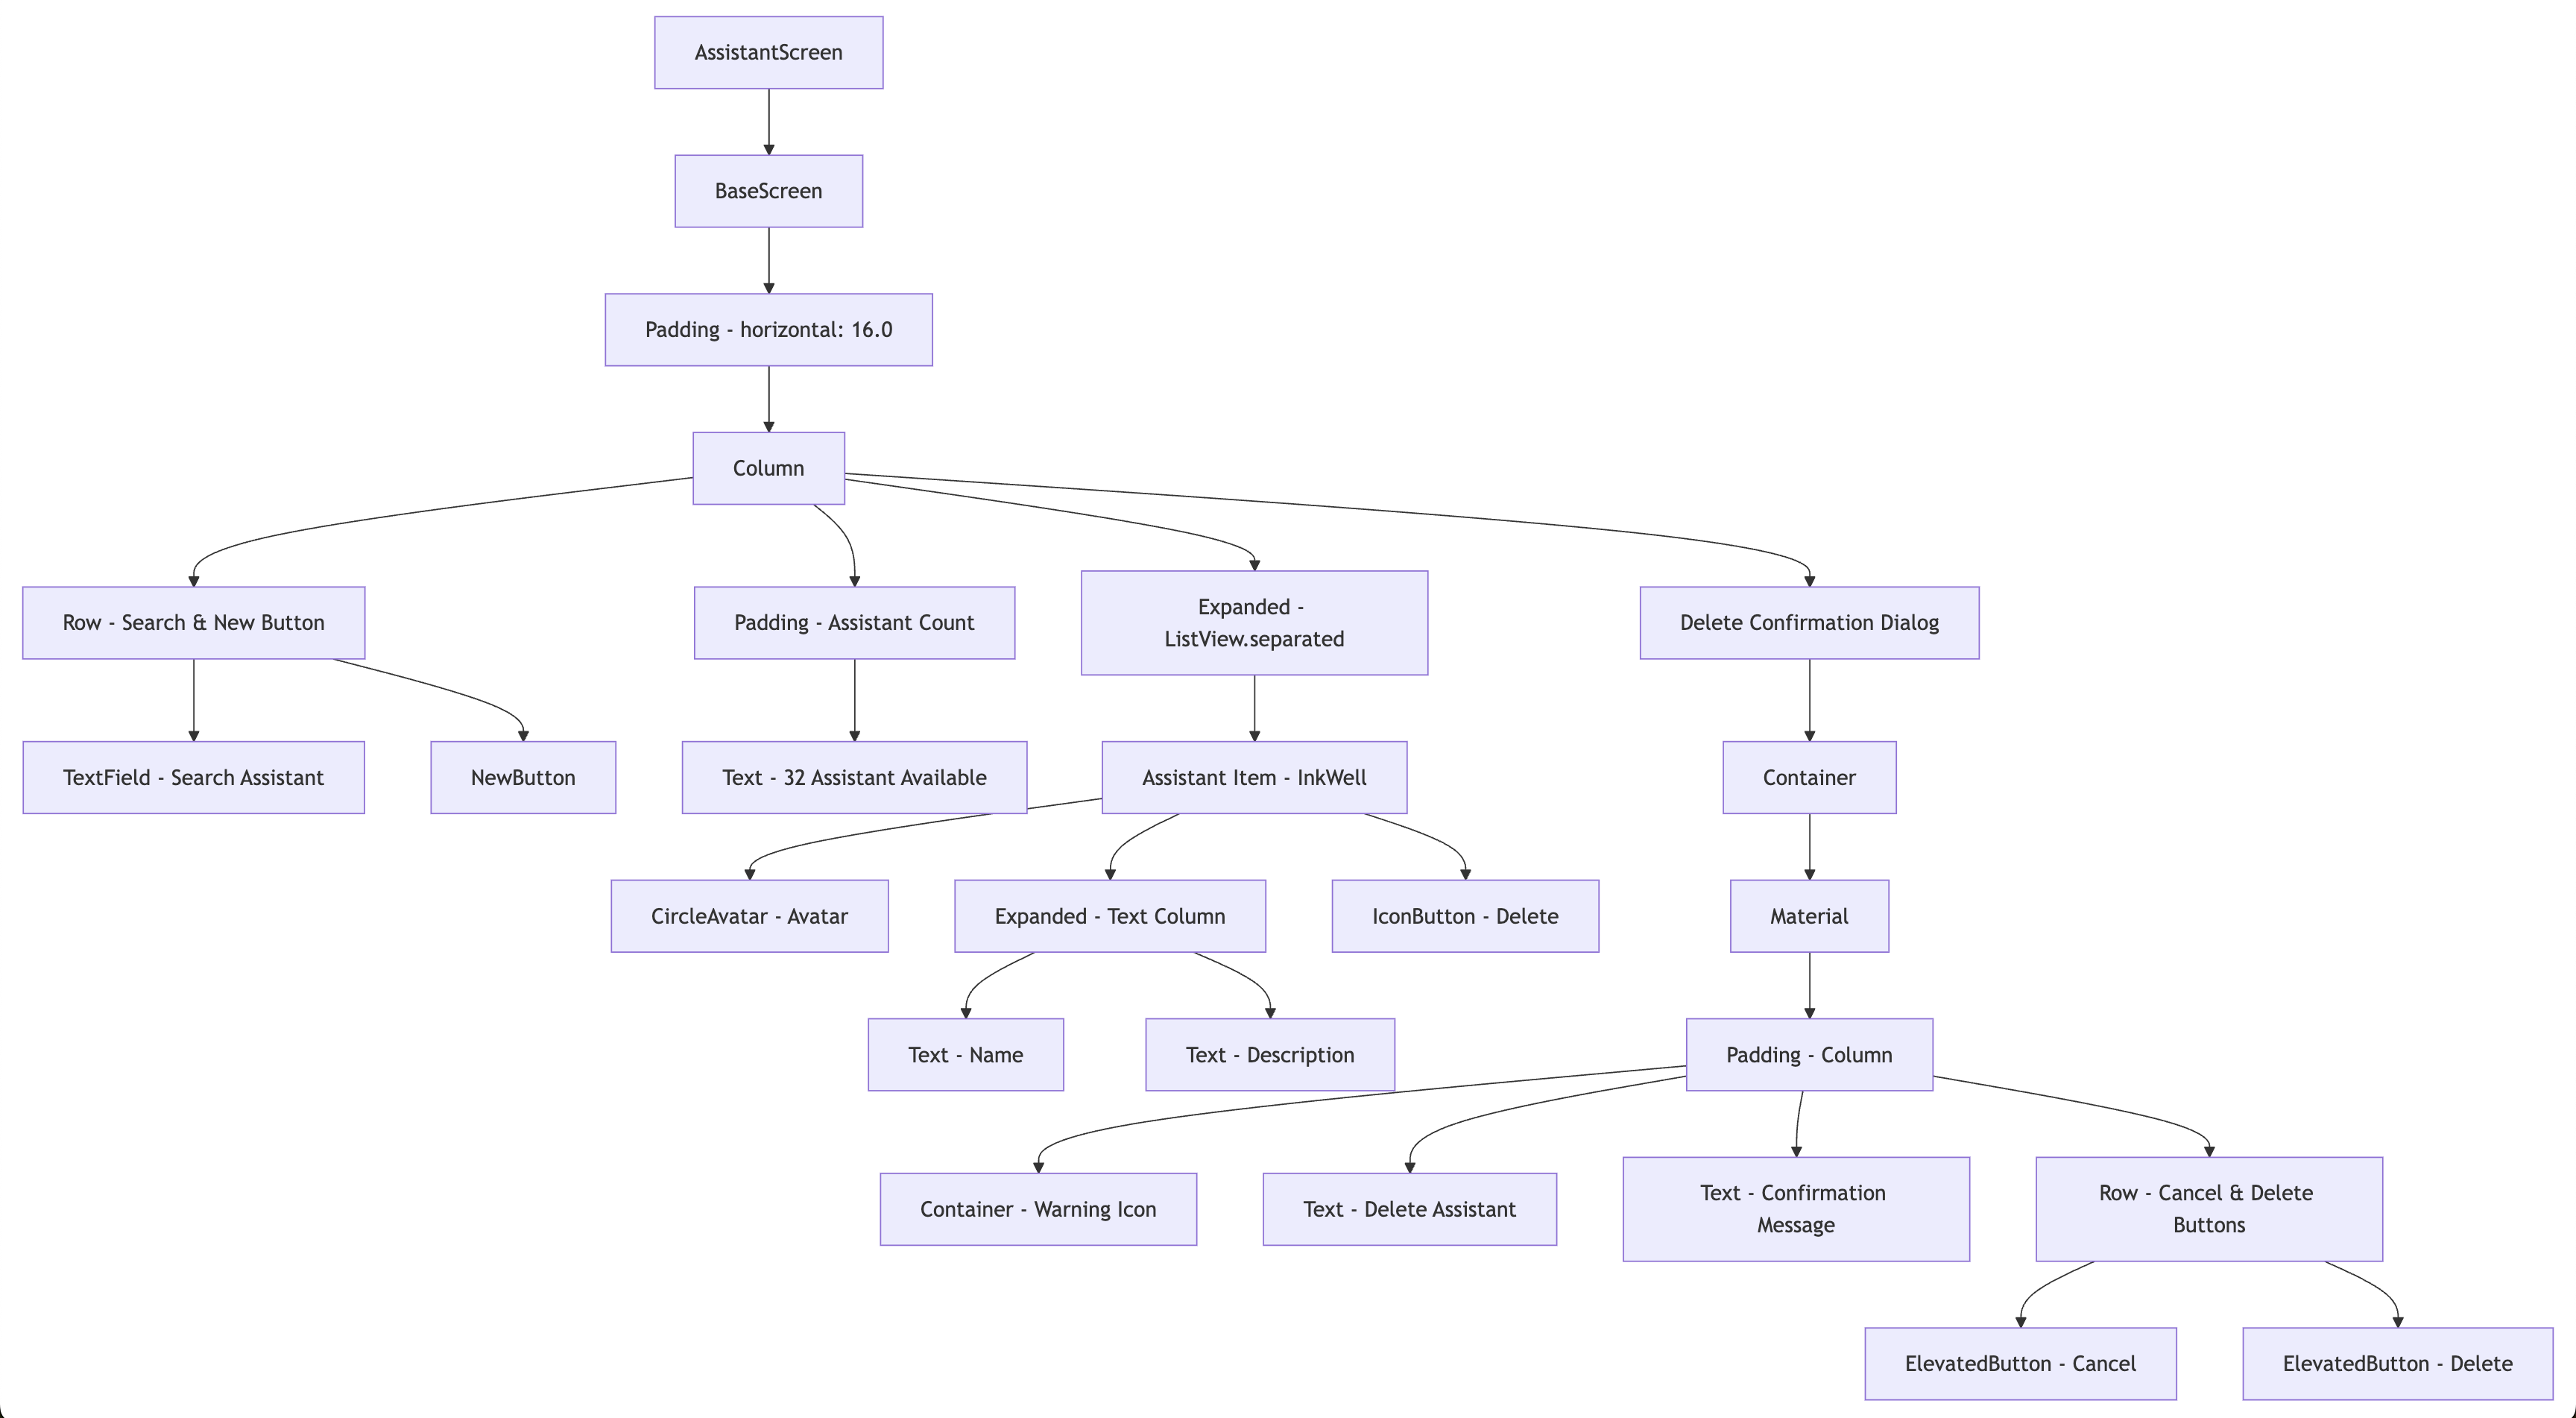 AssistantScreen
BaseScreen
Padding - horizontal: 16.0
Column
Row - Search & New Button
Padding - Assistant Count
Expanded -
ListView.separated
Delete Confirmation Dialog
TextField - Search Assistant
NewButton
Text - 32 Assistant Available
Assistant Item - InkWell
Container
CircleAvatar - Avatar
Expanded - Text Column
IconButton - Delete
Material
Text - Name
Text - Description
Padding - Column
Container - Warning Icon
Text - Delete Assistant
Text - Confirmation
Message
Row - Cancel & Delete
Buttons
ElevatedButton - Cancel
ElevatedButton - Delete